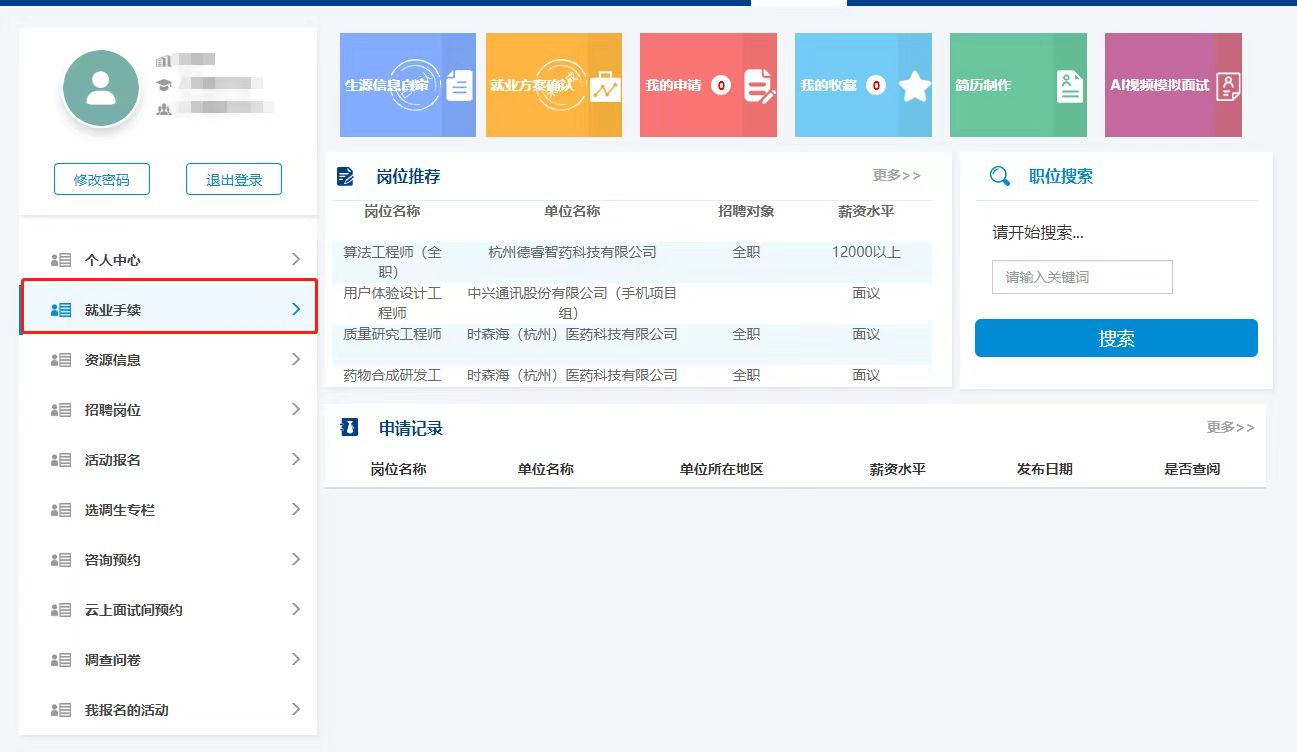 修改密码
退出登录
个人中心
就业手续
资源信息
招聘岗位
活动报名
选调生专栏
咨询预约
云上面试间预约
调查问卷
我报名的活动
生源信息自审
就业方案确认
我的申请 0
我的收藏 0
简历制作
AI视频模拟面试
岗位推荐 更多>>
岗位名称 单位名称 招聘对象 薪资水平
算法工程师（全职） 杭州德睿智药科技有限公司 全职 12000以上
用户体验设计工程师 中兴通讯股份有限公司（手机项目组） 面议
质量研究工程师 时森海（杭州）医药科技有限公司 全职 面议
药物合成研发工 时森海（杭州）医药科技有限公司 全职 面议
职位搜索
请开始搜索...
请输入关键词
搜索
申请记录 更多>>
岗位名称 单位名称 单位所在地区 薪资水平 发布日期 是否查阅